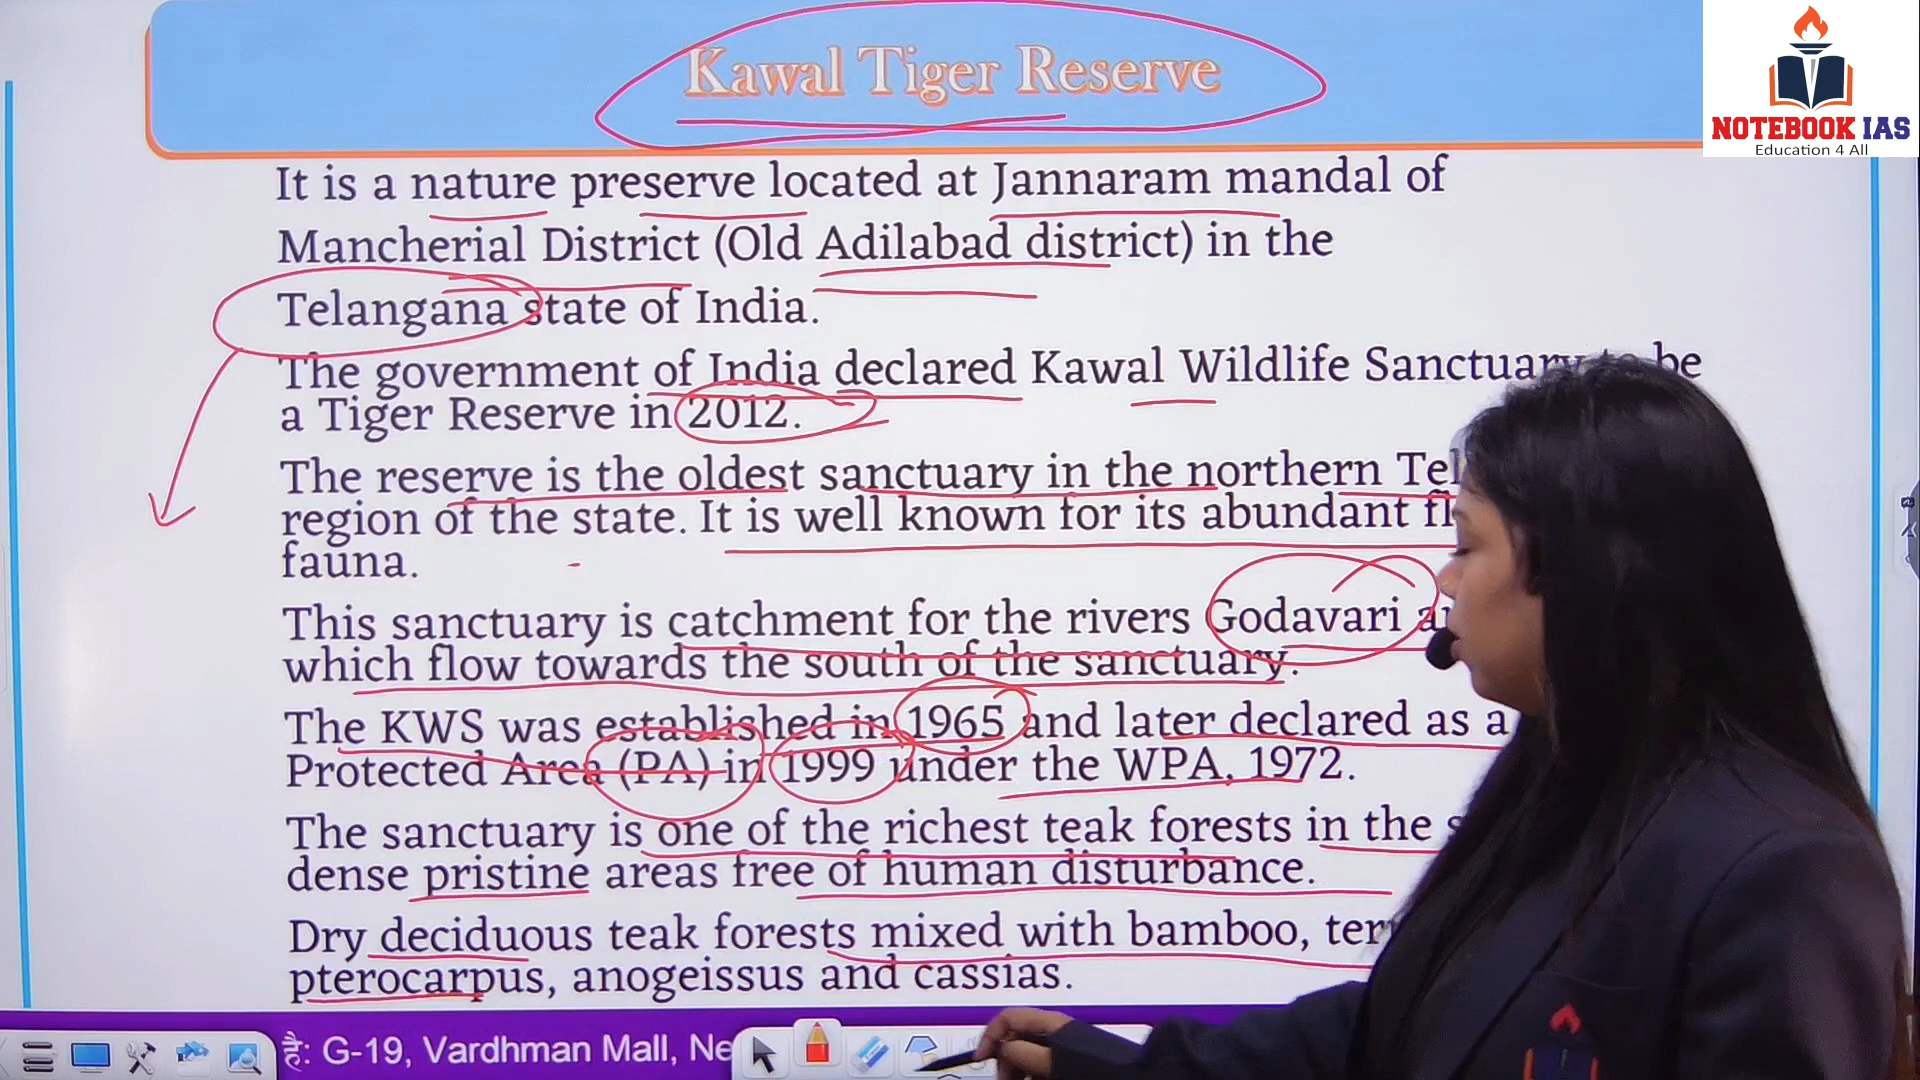 Kawal Tiger Reserve
NOTEBOOK IAS
Education 4 All
It is a nature preserve located at Jannaram mandal of
Mancherial District (Old Adilabad district) in the
Telangana state of India.
The government of India declared Kawal Wildlife Sanctuary to be
a Tiger Reserve in 2012.
The reserve is the oldest sanctuary in the northern
region of the state. It is well known for its abundant
fauna.
This sanctuary is catchment for the rivers Godavari
which flow towards the south of the sanctuary.
The KWS was established in 1965 and later declared as a
Protected Area (PA) in 1999 under the WPA, 1972.
The sanctuary is one of the richest teak forests in the
dense pristine areas free of human disturbance.
Dry deciduous teak forests mixed with bamboo,
pterocarpus, anogeissus and cassias.
है: G-19, Vardhman Mall, Ne